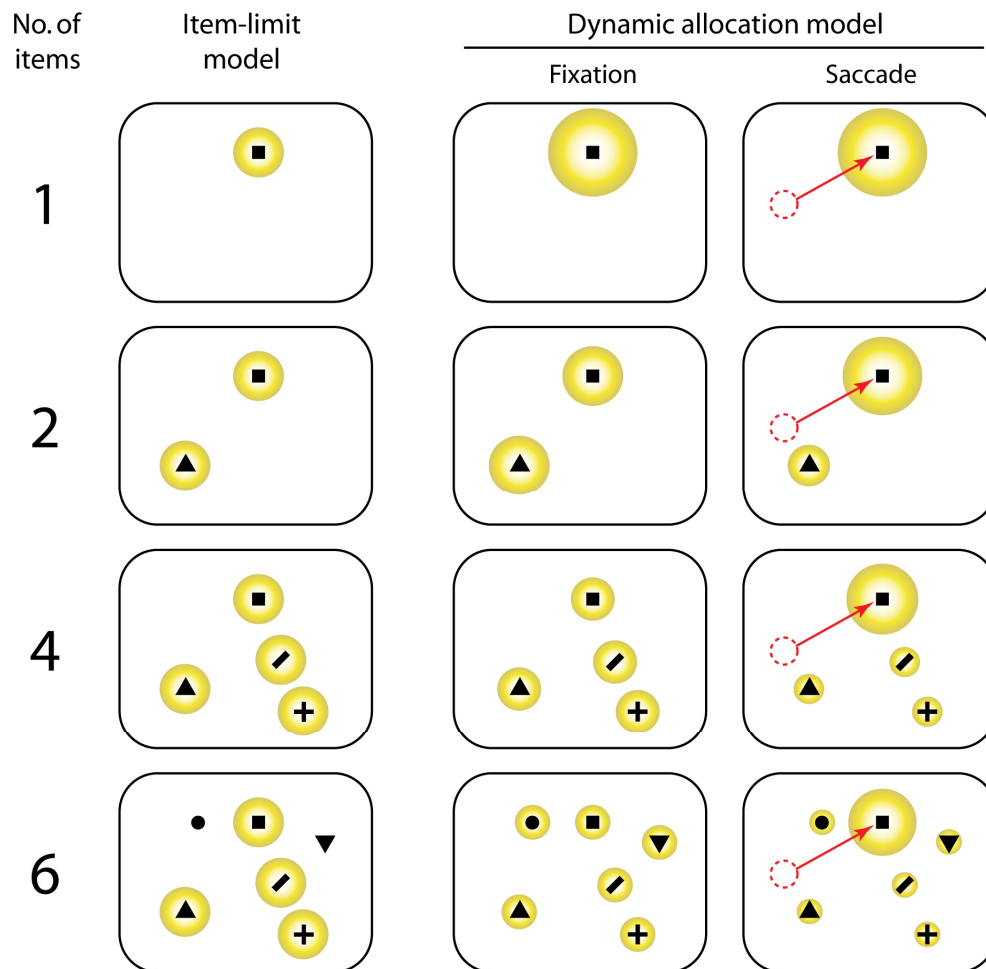 No. of
items
Item-limit
model
Dynamic allocation model
Fixation
Saccade
1
2
4
6